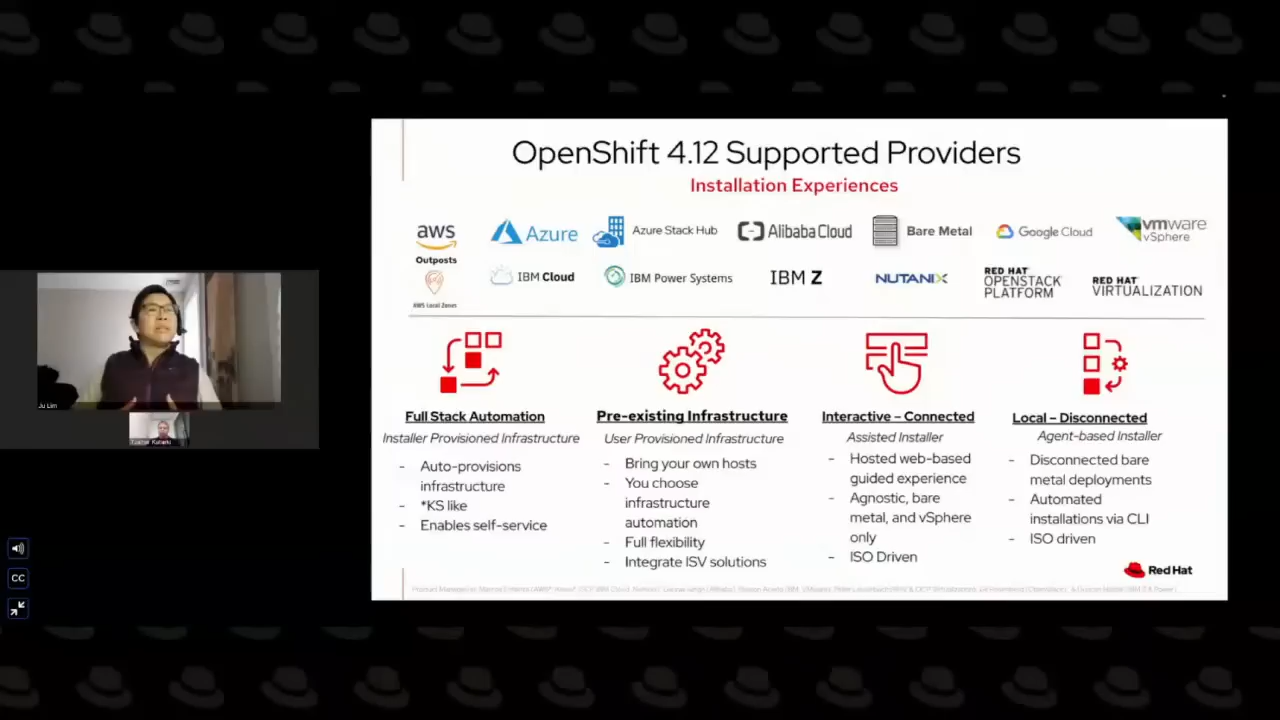 OpenShift 4.12 Supported Providers
Installation Experiences
aws
Outposts
AWS Local Zones
Azure
Azure Stack Hub
Alibaba Cloud
Bare Metal
Google Cloud
vmware
vSphere
IBM Cloud
IBM Power Systems
IBM Z
NUTANIX
RED HAT
OPENSTACK
PLATFORM
RED HAT
VIRTUALIZATION
Full Stack Automation
Installer Provisioned Infrastructure
- Auto-provisions
infrastructure
- *KS like
- Enables self-service
Pre-existing Infrastructure
User Provisioned Infrastructure
- Bring your own hosts
- You choose
infrastructure
automation
- Full flexibility
- Integrate ISV solutions
Interactive – Connected
Assisted Installer
- Hosted web-based
guided experience
- Agnostic, bare
metal, and vSphere
only
- ISO Driven
Local – Disconnected
Agent-based Installer
- Disconnected bare
metal deployments
- Automated
installations via CLI
- ISO driven
Red Hat
Ju Lim
CC